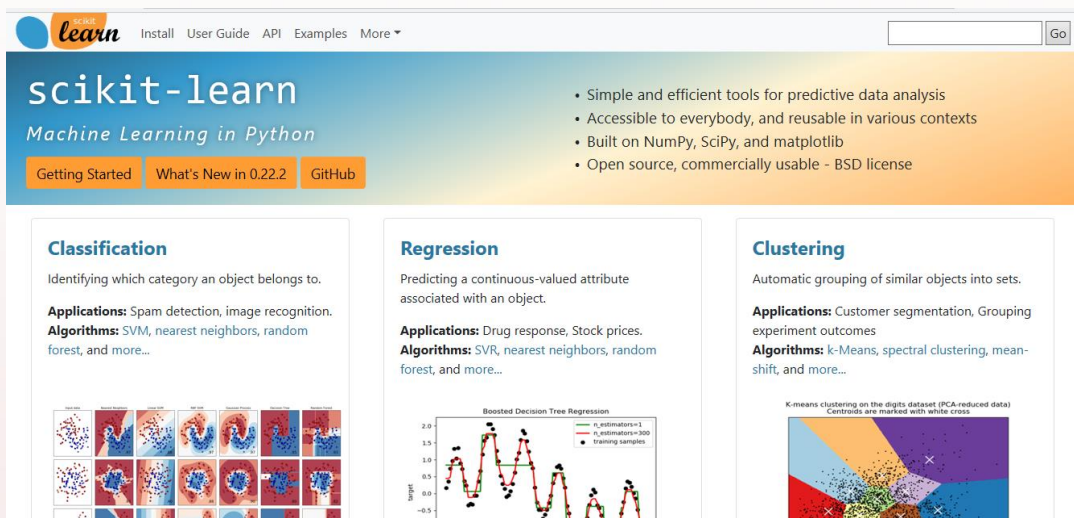 scikit
learn
Install User Guide API Examples More
Go
scikit-learn
Machine Learning in Python
Getting Started What's New in 0.22.2 GitHub
• Simple and efficient tools for predictive data analysis
• Accessible to everybody, and reusable in various contexts
• Built on NumPy, SciPy, and matplotlib
• Open source, commercially usable - BSD license
Classification
Identifying which category an object belongs to.
Applications: Spam detection, image recognition.
Algorithms: SVM, nearest neighbors, random
forest, and more...
Regression
Predicting a continuous-valued attribute
associated with an object.
Applications: Drug response, Stock prices.
Algorithms: SVR, nearest neighbors, random
forest, and more...
Boosted Decision Tree Regression
n_estimators=1
n_estimators=300
training samples
2.0
1.5
1.0
0.5
0.0
−0.5
target
Clustering
Automatic grouping of similar objects into sets.
Applications: Customer segmentation, Grouping
experiment outcomes
Algorithms: k-Means, spectral clustering, mean-
shift, and more...
K-means clustering on the digits dataset (PCA-reduced data)
Centroids are marked with white cross